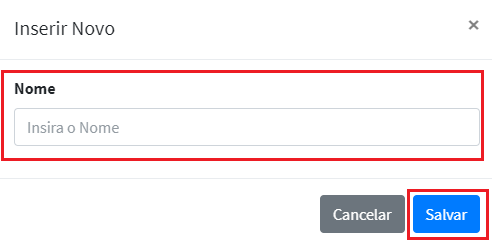 Inserir Novo ×
Nome
Insira o Nome
Cancelar Salvar